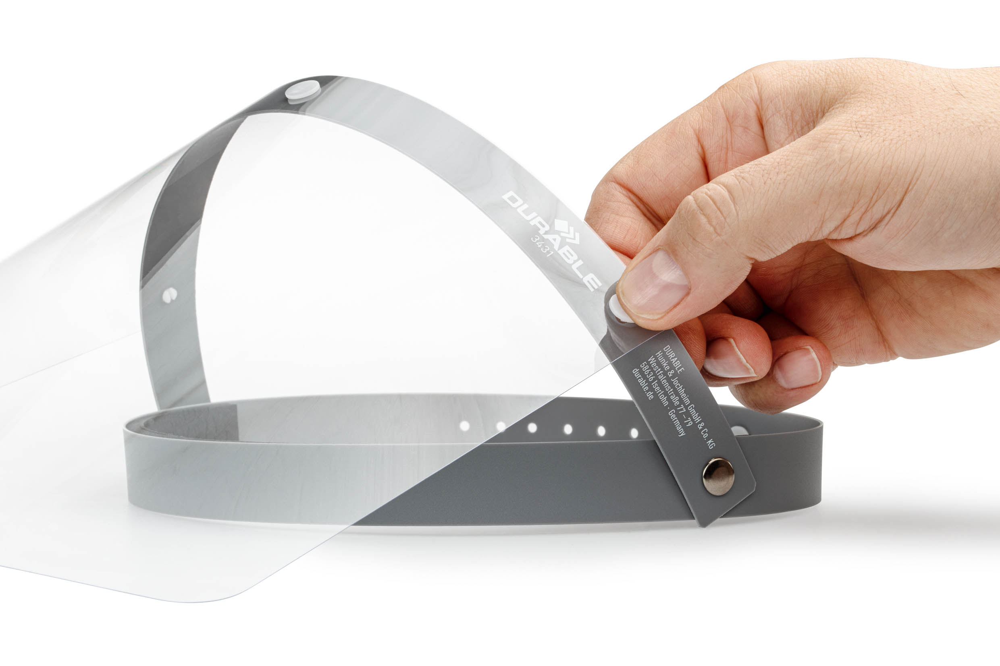 DURABLE
3431
DURABLE
Hunke & Jochheim GmbH & Co. KG
Westfalenstraße 77–79
58636 Iserlohn - Germany
durable.de